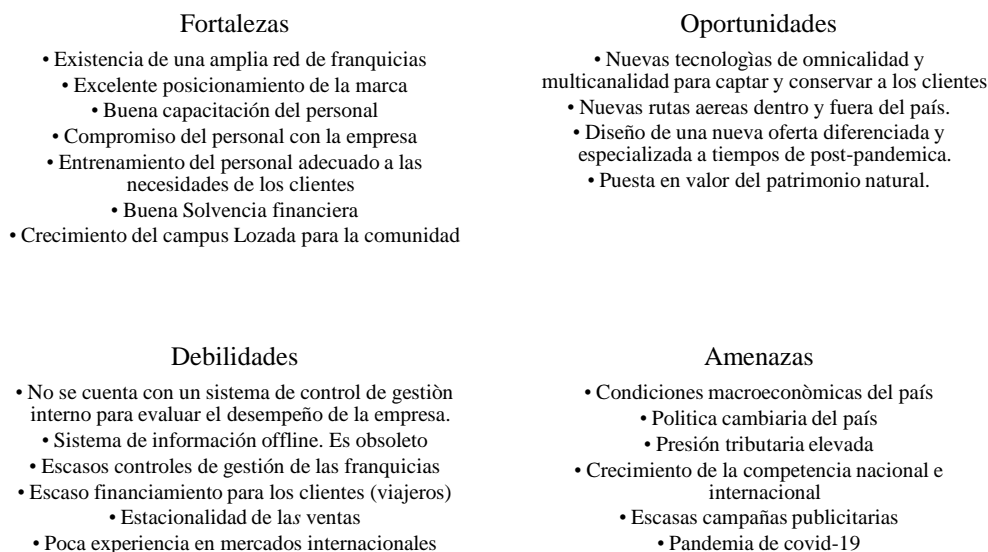 Fortalezas
• Existencia de una amplia red de franquicias
• Excelente posicionamiento de la marca
• Buena capacitación del personal
• Compromiso del personal con la empresa
• Entrenamiento del personal adecuado a las
necesidades de los clientes
• Buena Solvencia financiera
• Crecimiento del campus Lozada para la comunidad
Oportunidades
• Nuevas tecnologìas de omnicalidad y
multicanalidad para captar y conservar a los clientes
• Nuevas rutas aereas dentro y fuera del país.
• Diseño de una nueva oferta diferenciada y
especializada a tiempos de post-pandemica.
• Puesta en valor del patrimonio natural.
Debilidades
• No se cuenta con un sistema de control de gestiòn
interno para evaluar el desempeño de la empresa.
• Sistema de información offline. Es obsoleto
• Escasos controles de gestión de las franquicias
• Escaso financiamiento para los clientes (viajeros)
• Estacionalidad de las ventas
• Poca experiencia en mercados internacionales
Amenazas
• Condiciones macroeconòmicas del país
• Politica cambiaria del país
• Presión tributaria elevada
• Crecimiento de la competencia nacional e
internacional
• Escasas campañas publicitarias
• Pandemia de covid-19